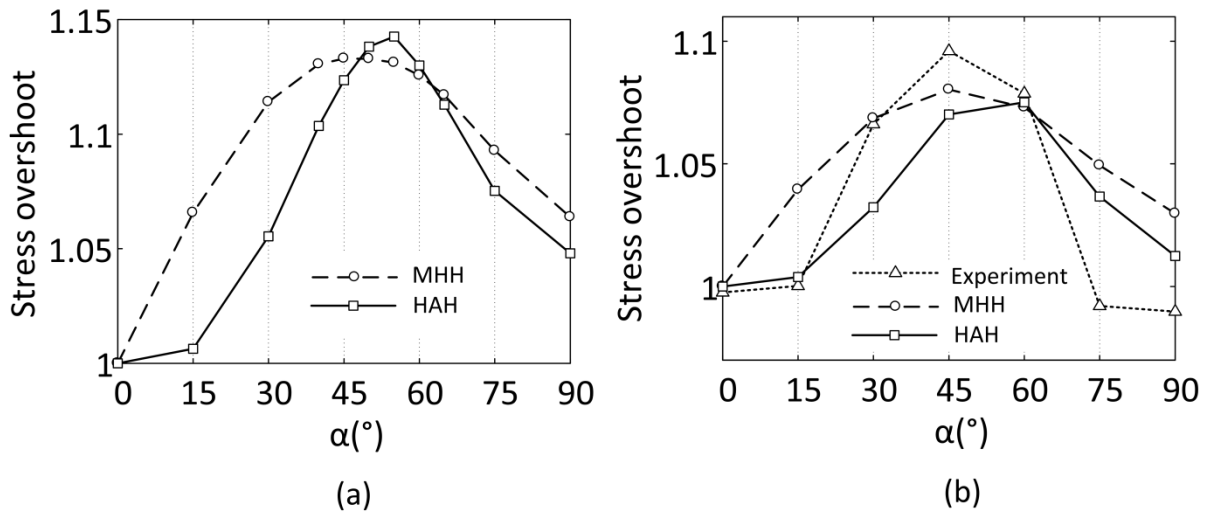 1.15
1.1
1.05
1
Stress overshoot
MHH
HAH
0 15 30 45 60 75 90
α(°)
(a)
1.1
1.05
1
Stress overshoot
Experiment
MHH
HAH
0 15 30 45 60 75 90
α(°)
(b)